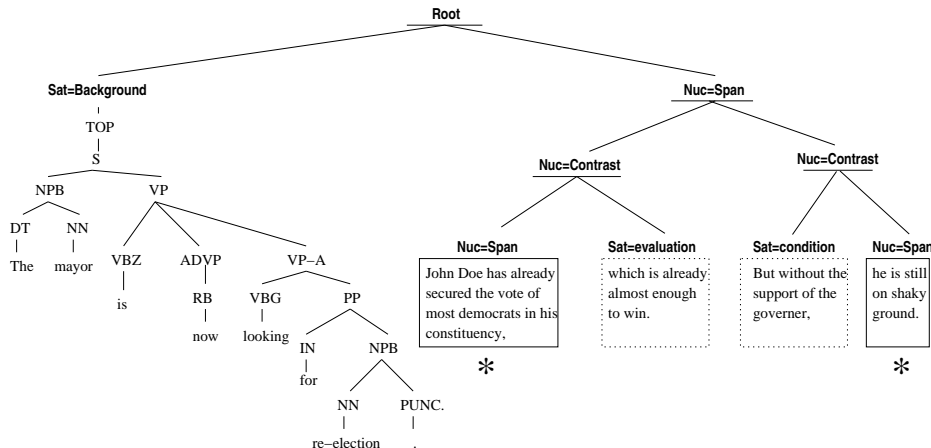 Root
Sat=Background
Nuc=Span
TOP
S
Nuc=Contrast
Nuc=Contrast
NPB
VP
DT
NN
The
mayor
VBZ
ADVP
VP−A
is
RB
now
VBG
PP
looking
IN
NPB
for
NN
PUNC.
re−election
.
Nuc=Span
John Doe has already
secured the vote of
most democrats in his
constituency,
*
Sat=evaluation
which is already
almost enough
to win.
Sat=condition
But without the
support of the
governer,
Nuc=Span
he is still
on shaky
ground.
*